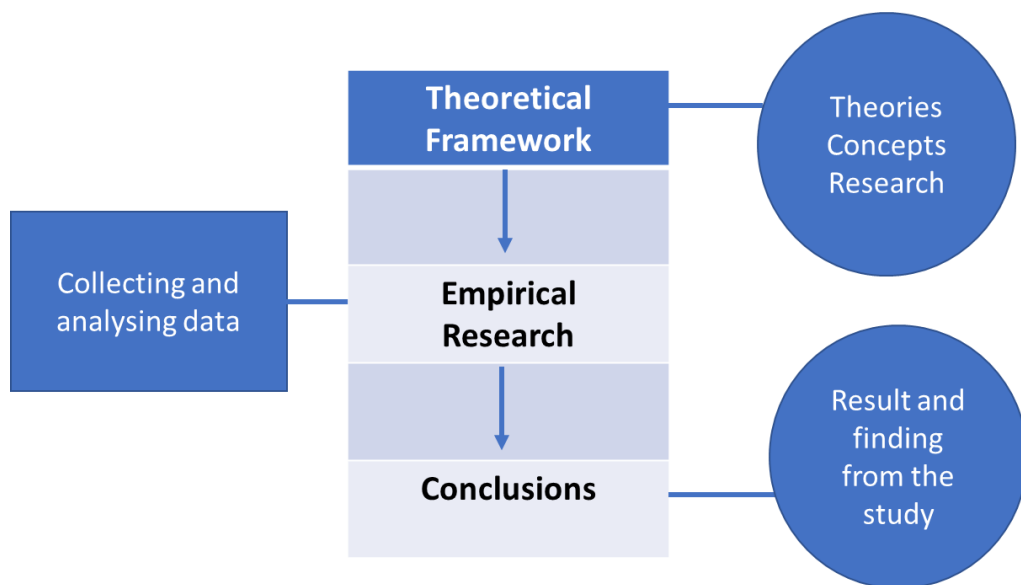 Theoretical
Framework
Theories
Concepts
Research
Collecting and
analysing data
Empirical
Research
Conclusions
Result and
finding
from the
study